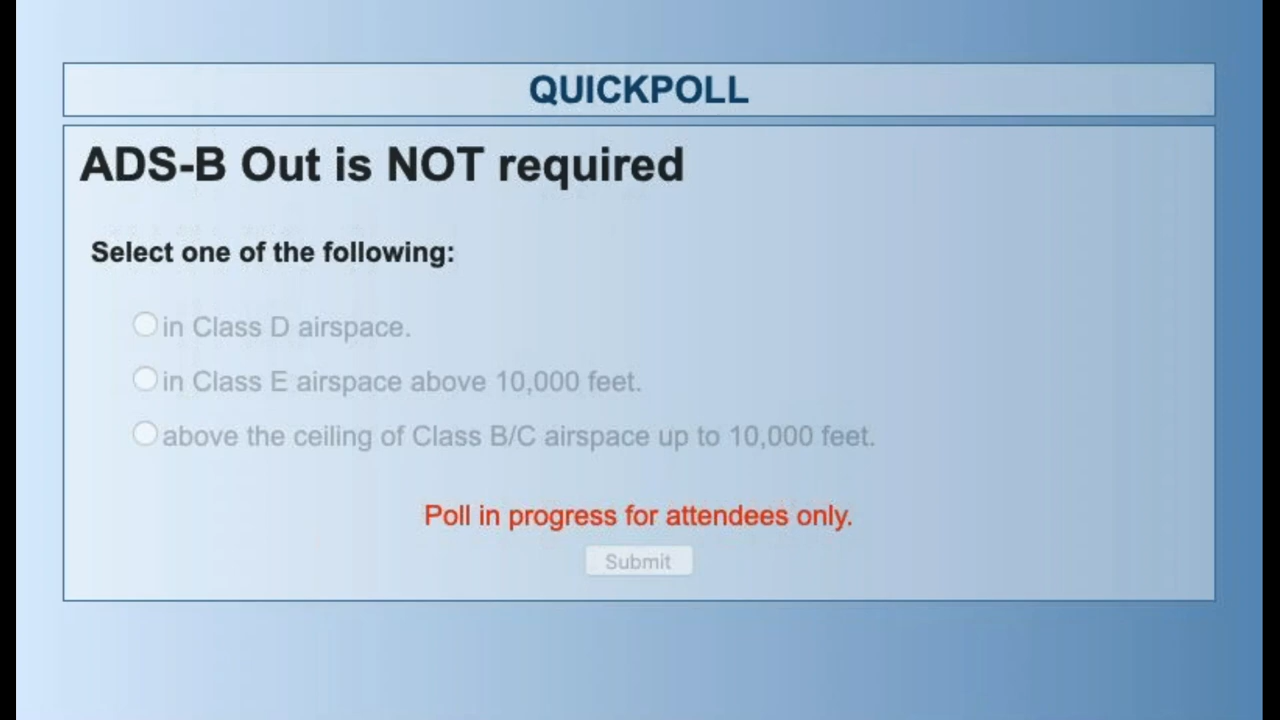 QUICKPOLL
ADS-B Out is NOT required
Select one of the following:
in Class D airspace.
in Class E airspace above 10,000 feet.
above the ceiling of Class B/C airspace up to 10,000 feet.
Poll in progress for attendees only.
Submit